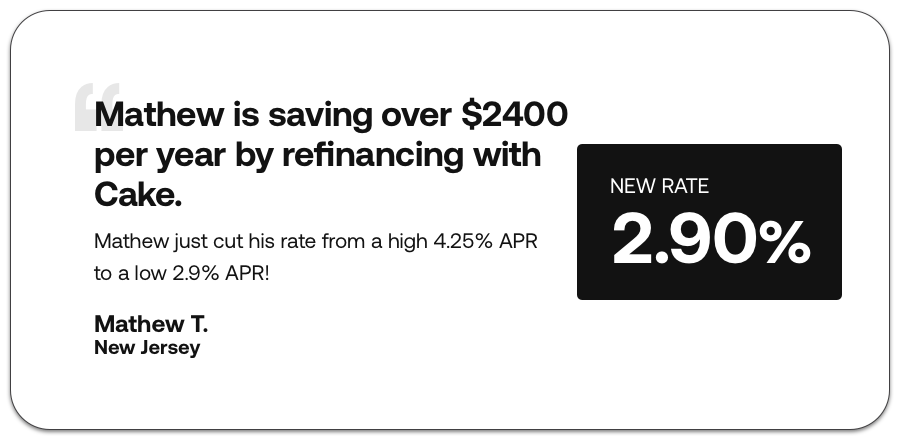 “
Mathew is saving over $2400
per year by refinancing with
Cake.
Mathew just cut his rate from a high 4.25% APR
to a low 2.9% APR!
Mathew T.
New Jersey
NEW RATE
2.90%